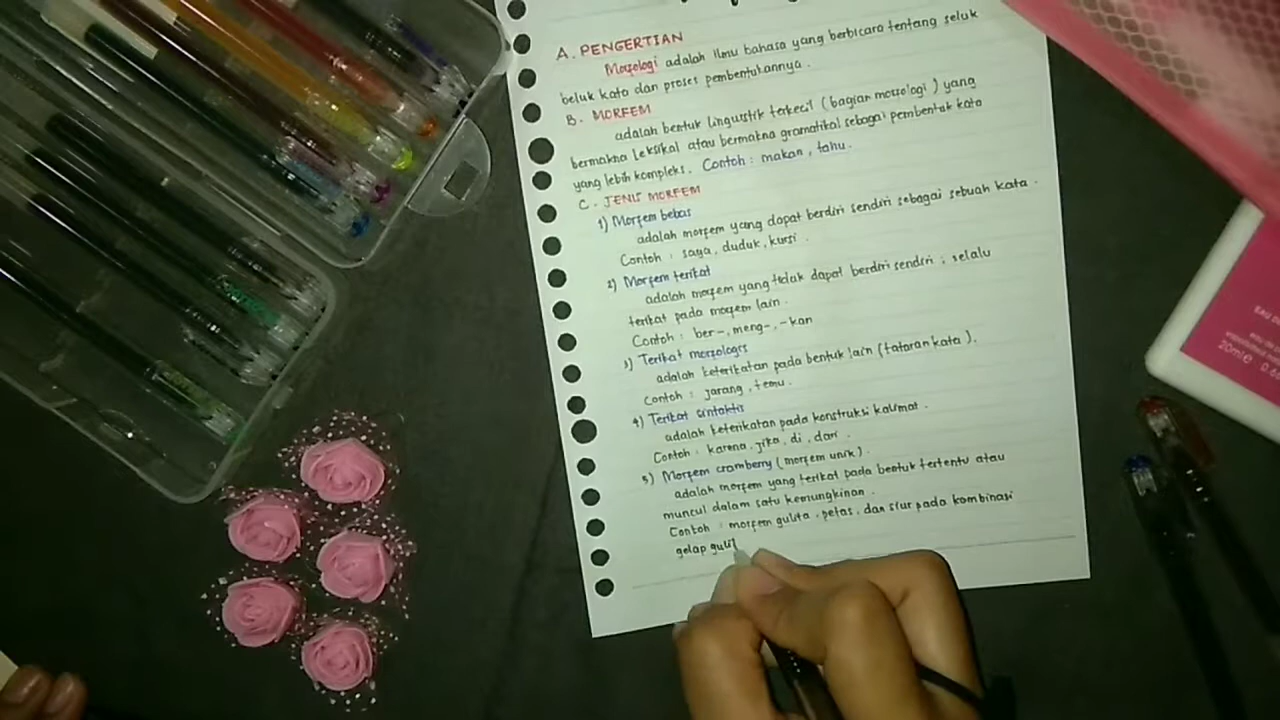 A. PENGERTIAN
Morfologi adalah ilmu bahasa yang berbicara tentang seluk
beluk kata dan proses pembentukannya.
B. MORFEM
adalah bentuk linguistik terkecil (bagian morfologi) yang
bermakna leksikal atau bermakna gramatikal sebagai pembentuk kata
yang lebih kompleks. Contoh : makan, tahu.
C. JENIS MORFEM
1) Morfem bebas
adalah morfem yang dapat berdiri sendiri sebagai sebuah kata.
Contoh : saya, duduk, kursi.
2) Morfem terikat
adalah morfem yang tidak dapat berdiri sendiri ; selalu
terikat pada morfem lain.
Contoh : ber-, meng-, -kan
3) Terikat morfologis
adalah keterikatan pada bentuk lain (tataran kata).
Contoh : jarang, temu.
4) Terikat sintaktis
adalah keterikatan pada konstruksi kalimat.
Contoh : karena, jika, di, dari.
5) Morfem cramberry (morfem unik).
adalah morfem yang terikat pada bentuk tertentu atau
muncul dalam satu kemungkinan.
Contoh : morfem gulita, petas, dan siur pada kombinasi
gelap gulit
EAU D
20ml e 0.6